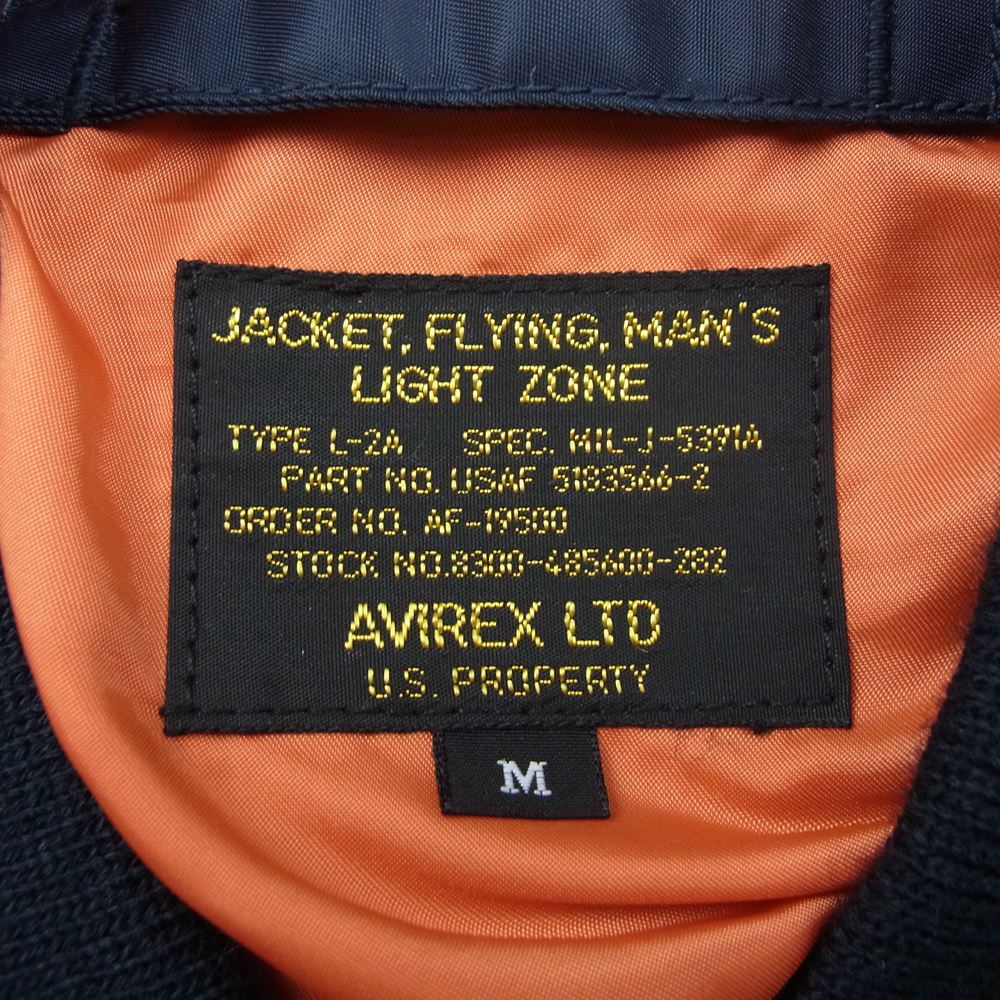 JACKET, FLYING, MAN'S
LIGHT ZONE
TYPE L-2A SPEC. MIL-J-5391A
PART NO. USAF 5183566-2
ORDER NO. AF-19500
STOCK NO.8300-485600-282
AVIREX LTD
U.S. PROPERTY
M